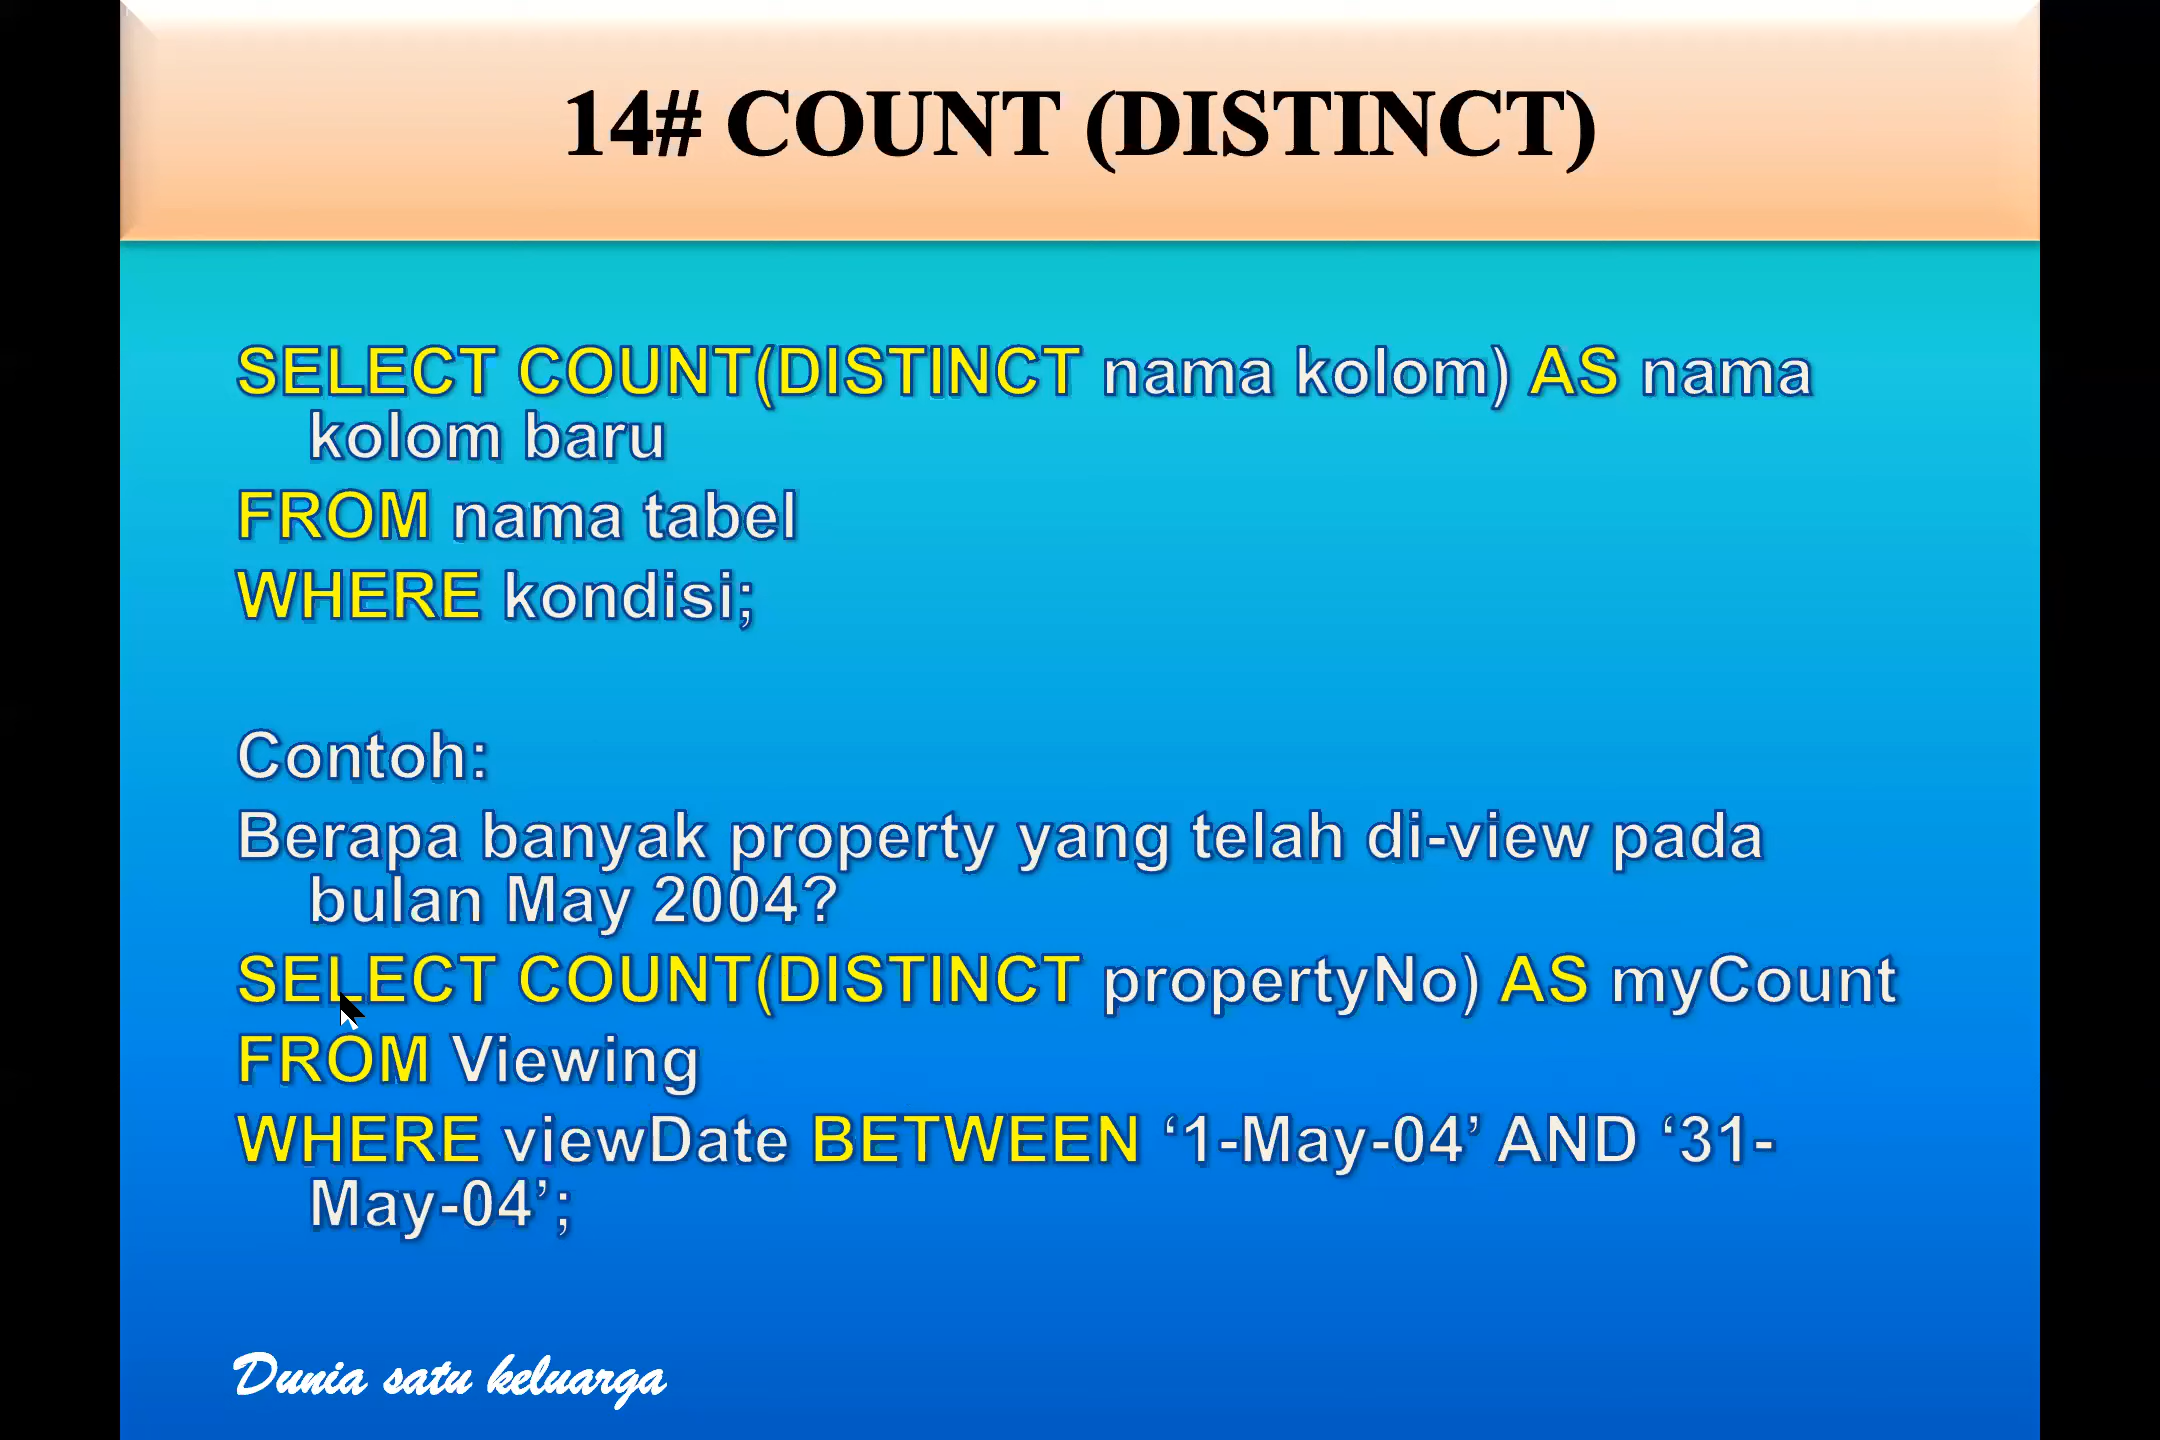 14# COUNT (DISTINCT)
SELECT COUNT(DISTINCT nama kolom) AS nama
kolom baru
FROM nama tabel
WHERE kondisi;
Contoh:
Berapa banyak property yang telah di-view pada
bulan May 2004?
SELECT COUNT(DISTINCT propertyNo) AS myCount
FROM Viewing
WHERE viewDate BETWEEN ‘1-May-04’ AND ‘31-
May-04’;
Dunia satu keluarga